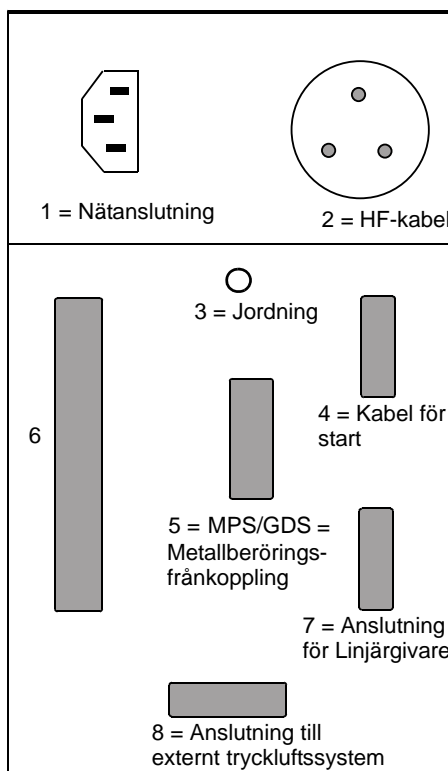 1 = Nätanslutning
2 = HF-kabel
3 = Jordning
4 = Kabel för
start
6
5 = MPS/GDS =
Metallberörings-
frånkoppling
7 = Anslutning
för Linjärgivare
8 = Anslutning till
externt tryckluftssystem